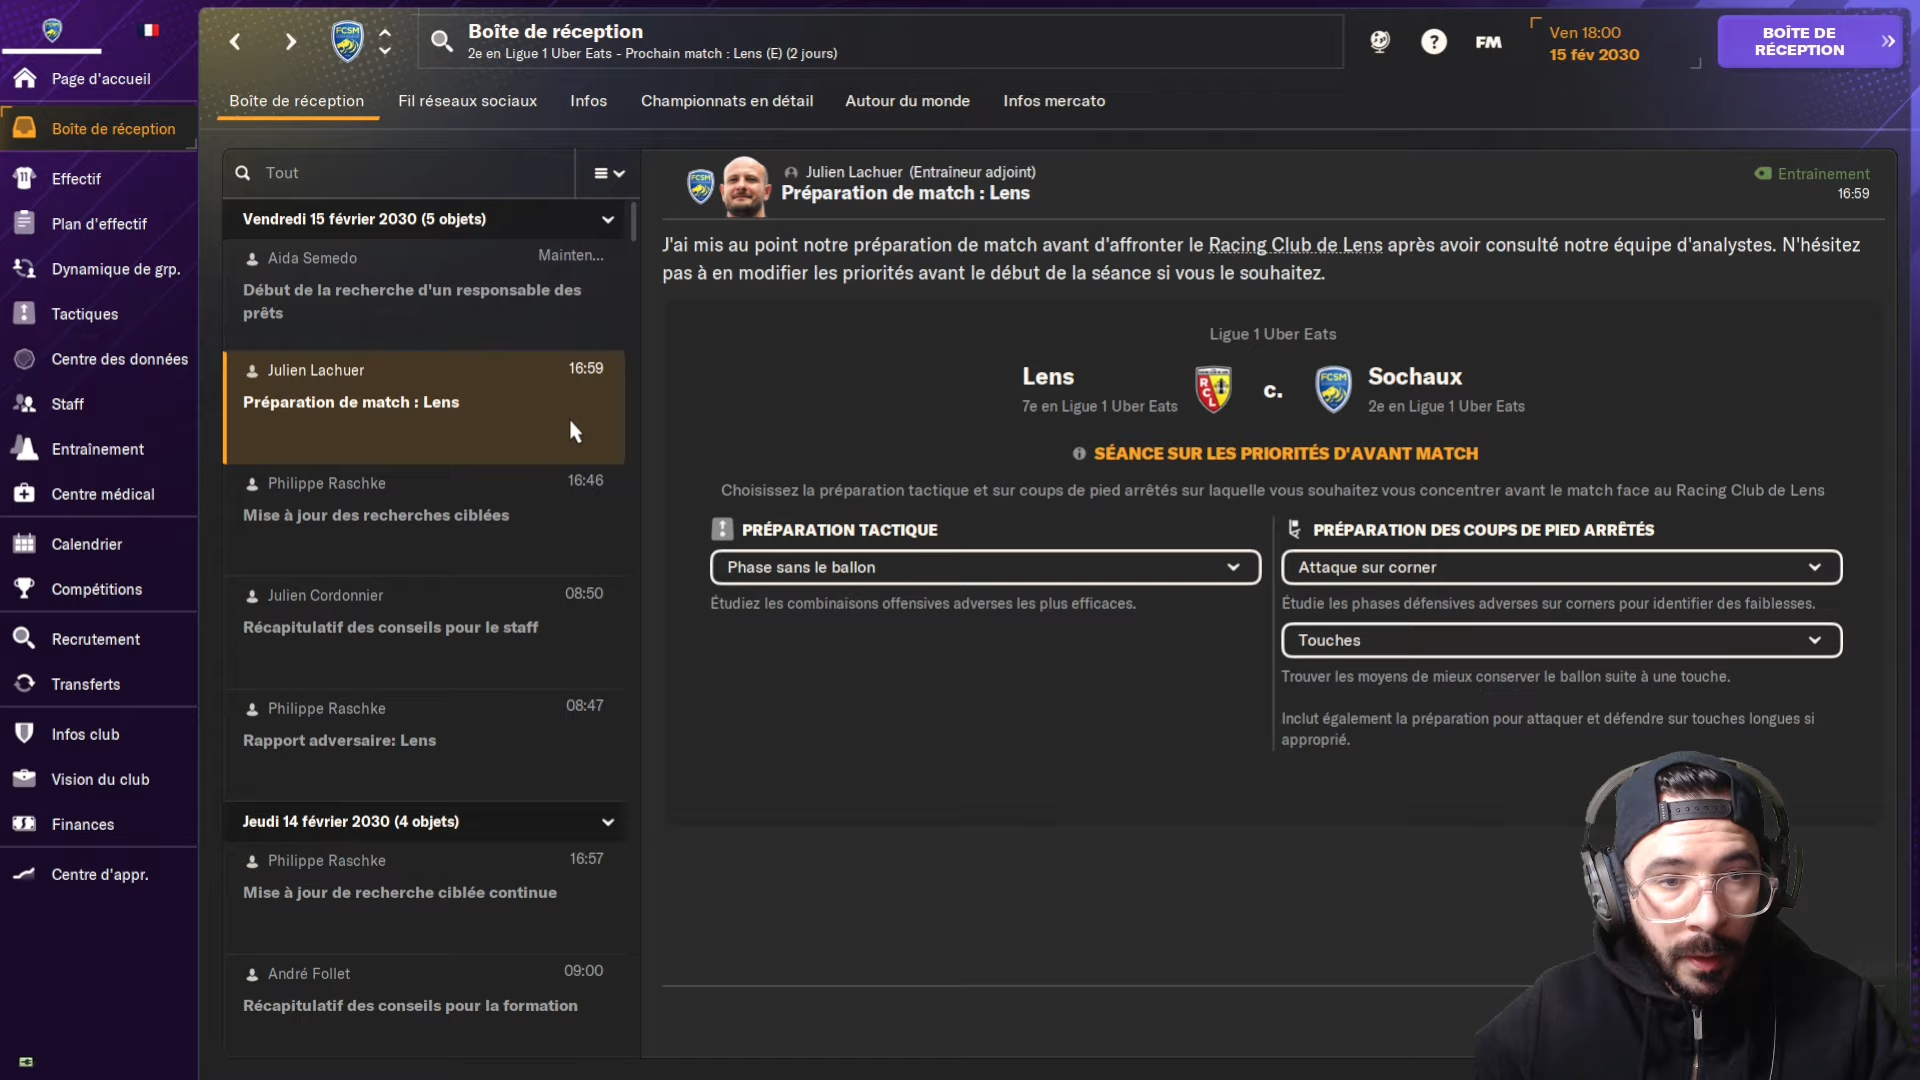 Boîte de réception
2e en Ligue 1 Uber Eats - Prochain match : Lens (E) (2 jours)
?
FM
Ven 18:00
15 fév 2030
BOÎTE DE
RÉCEPTION
Page d'accueil
Boîte de réception
Effectif
Plan d'effectif
Dynamique de grp.
Tactiques
Centre des données
Staff
Entraînement
Centre médical
Calendrier
Compétitions
Recrutement
Transferts
Infos club
Vision du club
Finances
Centre d'appr.
Boîte de réception
Fil réseaux sociaux
Infos
Championnats en détail
Autour du monde
Infos mercato
Tout
Vendredi 15 février 2030 (5 objets)
Aida Semedo
Mainten...
Début de la recherche d'un responsable des
prêts
Julien Lachuer
16:59
Préparation de match : Lens
Philippe Raschke
16:46
Mise à jour des recherches ciblées
Julien Cordonnier
08:50
Récapitulatif des conseils pour le staff
Philippe Raschke
08:47
Rapport adversaire: Lens
Jeudi 14 février 2030 (4 objets)
Philippe Raschke
16:57
Mise à jour de recherche ciblée continue
André Follet
09:00
Récapitulatif des conseils pour la formation
Julien Lachuer (Entraîneur adjoint)
Préparation de match : Lens
Entrainement
16:59
J'ai mis au point notre préparation de match avant d'affronter le Racing Club de Lens après avoir consulté notre équipe d'analystes. N'hésitez
pas à en modifier les priorités avant le début de la séance si vous le souhaitez.
Ligue 1 Uber Eats
Lens
7e en Ligue 1 Uber Eats
c.
Sochaux
2e en Ligue 1 Uber Eats
SÉANCE SUR LES PRIORITÉS D'AVANT MATCH
Choisissez la préparation tactique et sur coups de pied arrêtés sur laquelle vous souhaitez vous concentrer avant le match face au Racing Club de Lens
PRÉPARATION TACTIQUE
Phase sans le ballon
Étudiez les combinaisons offensives adverses les plus efficaces.
PRÉPARATION DES COUPS DE PIED ARRÊTÉS
Attaque sur corner
Étudie les phases défensives adverses sur corners pour identifier des faiblesses.
Touches
Trouver les moyens de mieux conserver le ballon suite à une touche.
Inclut également la préparation pour attaquer et défendre sur touches longues si
approprié.